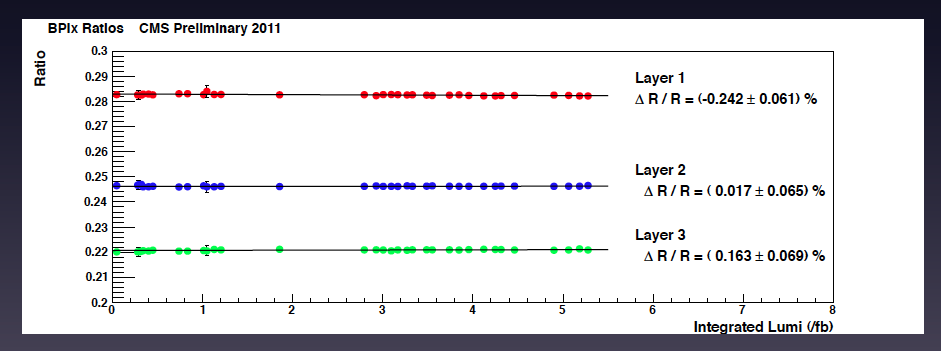 BPix Ratios CMS Preliminary 2011
Ratio
0.3
0.29
0.28
0.27
0.26
0.25
0.24
0.23
0.22
0.21
0.2
Layer 1
Δ R / R = (-0.242 ± 0.061) %
Layer 2
Δ R / R = ( 0.017 ± 0.065) %
Layer 3
Δ R / R = ( 0.163 ± 0.069) %
0 1 2 3 4 5 6 7 8
Integrated Lumi (/fb)